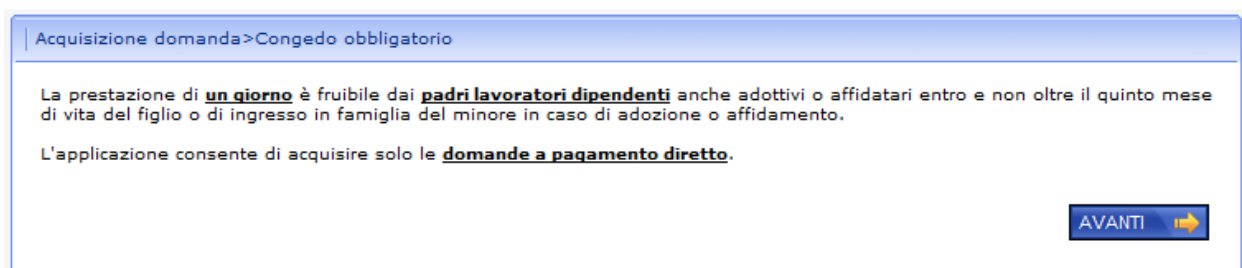 Acquisizione domanda>Congedo obbligatorio
La prestazione di un giorno è fruibile dai padri lavoratori dipendenti anche adottivi o affidatari entro e non oltre il quinto mese
di vita del figlio o di ingresso in famiglia del minore in caso di adozione o affidamento.
L'applicazione consente di acquisire solo le domande a pagamento diretto.
AVANTI